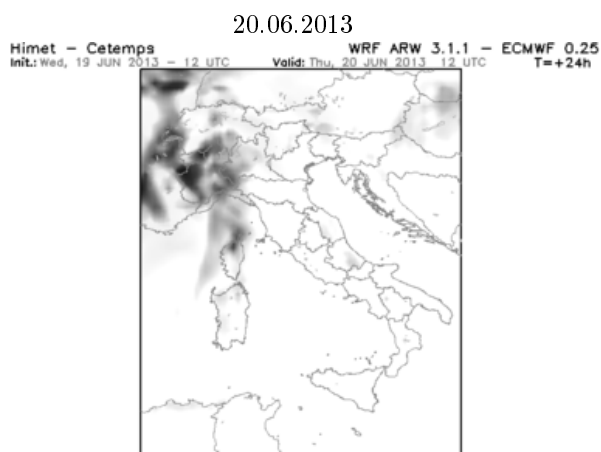 20.06.2013
Himet - Cetemps WRF ARW 3.1.1 - ECMWF 0.25
Init.: Wed, 19 JUN 2013 - 12 UTC Valid: Thu, 20 JUN 2013 12 UTC T=+24h